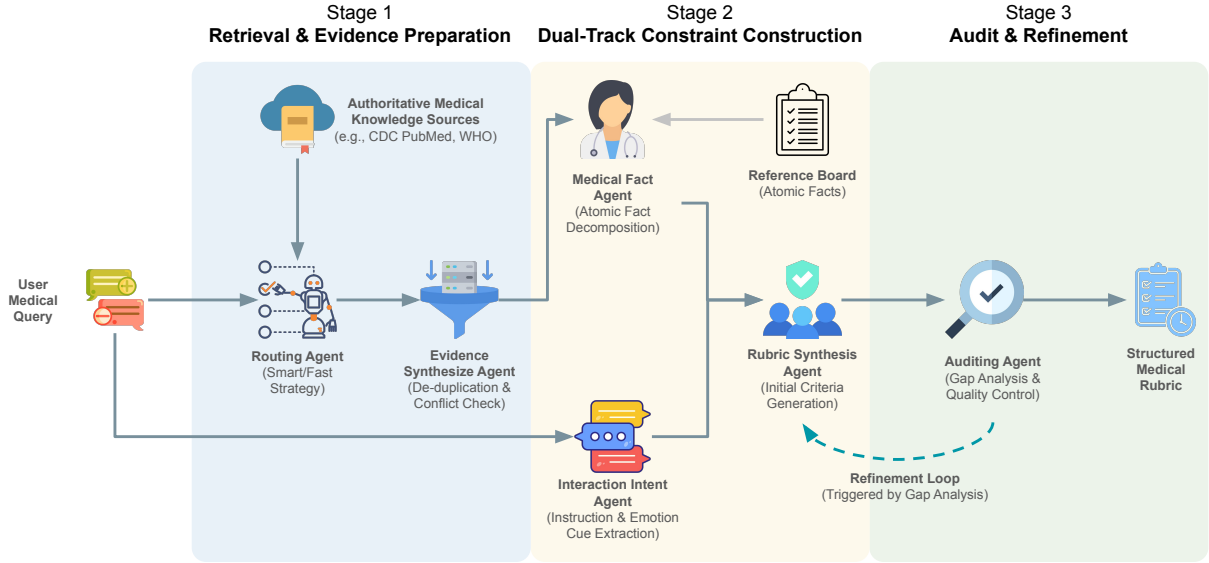 Stage 1
Retrieval & Evidence Preparation
Stage 2
Dual-Track Constraint Construction
Stage 3
Audit & Refinement
Authoritative Medical
Knowledge Sources
(e.g., CDC PubMed, WHO)
Medical Fact
Agent
(Atomic Fact
Decomposition)
Reference Board
(Atomic Facts)
User
Medical
Query
Routing Agent
(Smart/Fast
Strategy)
Evidence
Synthesize Agent
(De-duplication &
Conflict Check)
Rubric Synthesis
Agent
(Initial Criteria
Generation)
Auditing Agent
(Gap Analysis &
Quality Control)
Structured
Medical
Rubric
Interaction Intent
Agent
(Instruction & Emotion
Cue Extraction)
Refinement Loop
(Triggered by Gap Analysis)